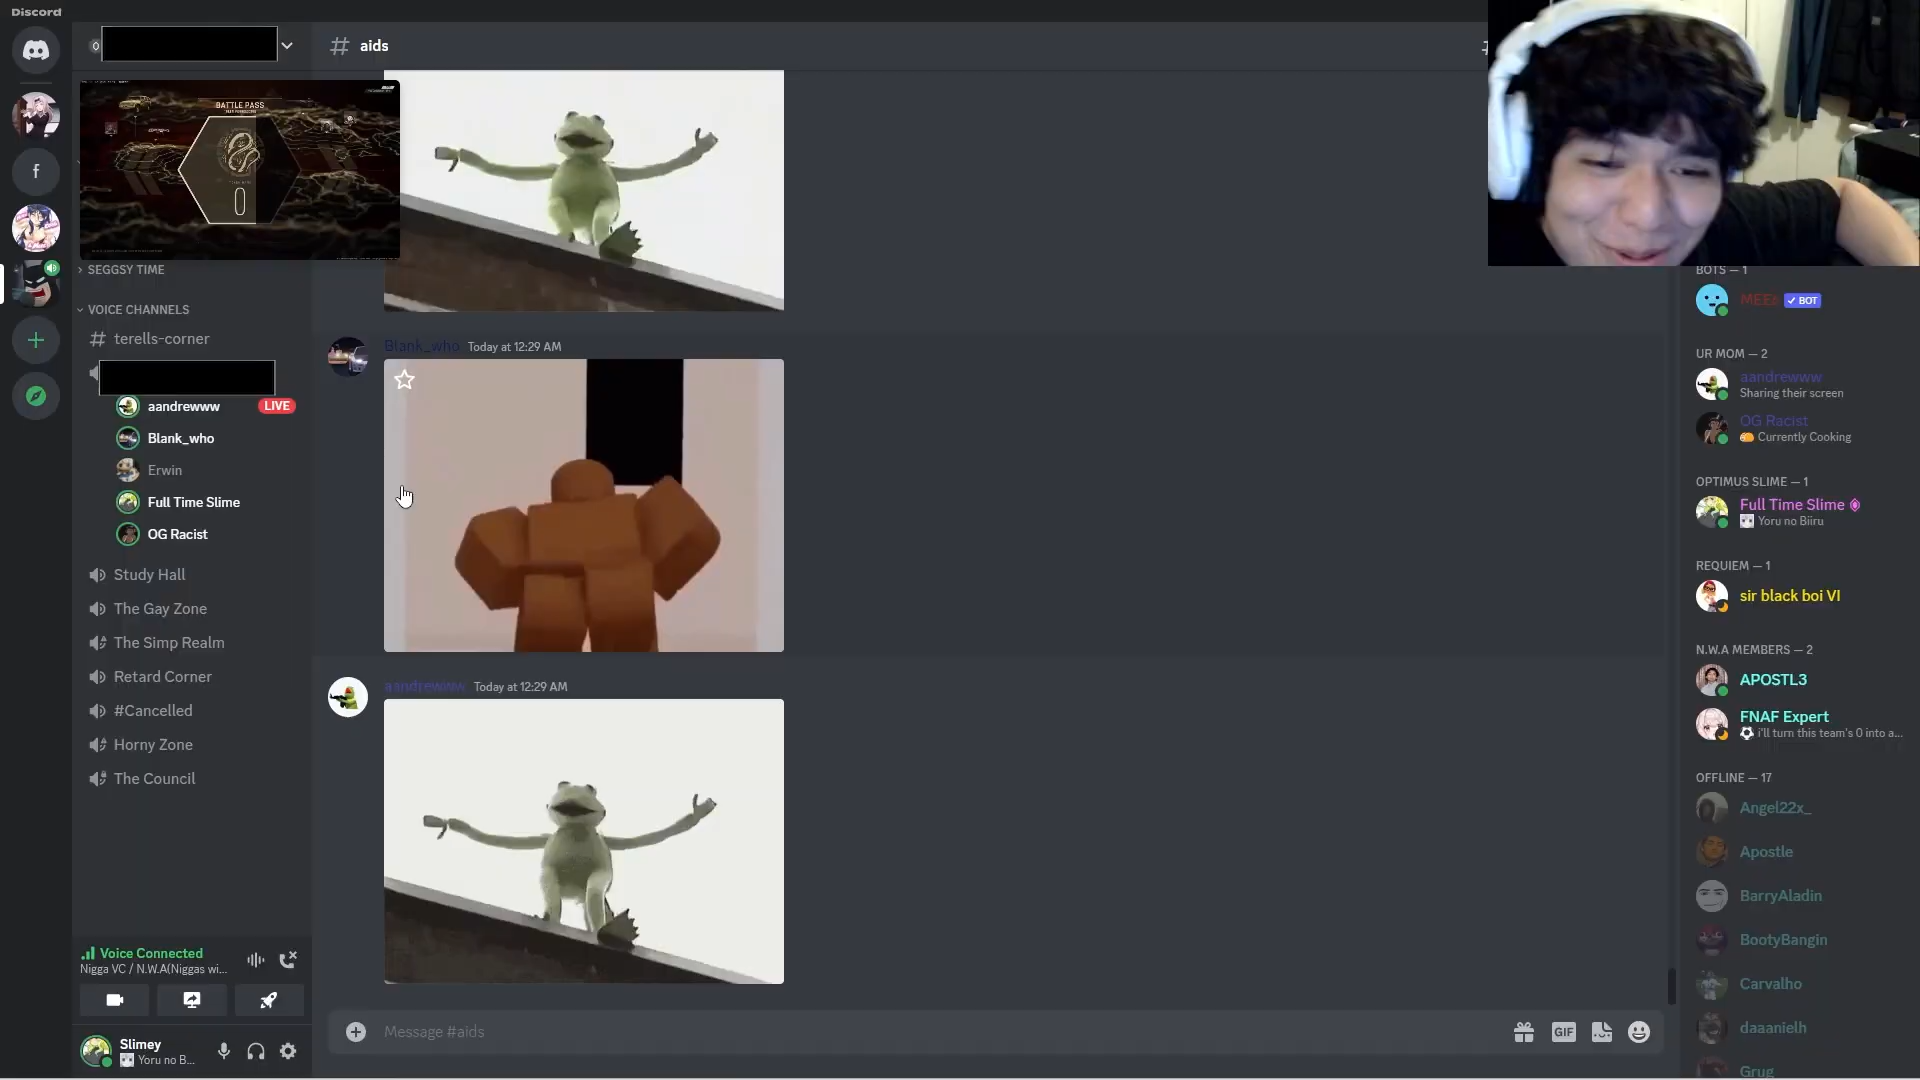 Discord
# aids
BATTLE PASS
0
f
SEGGSY TIME
VOICE CHANNELS
# terells-corner
aandrewww LIVE
Blank_who
Erwin
Full Time Slime
OG Racist
Study Hall
The Gay Zone
The Simp Realm
Retard Corner
#Cancelled
Horny Zone
The Council
Voice Connected
Nigga VC / N.W.A(Niggas wi...
Slimey
Yoru no B...
Blank_who Today at 12:29 AM
aandrewww Today at 12:29 AM
Message #aids
GIF
BOTS — 1
BOT
UR MOM — 2
aandrewww
Sharing their screen
OG Racist
Currently Cooking
OPTIMUS SLIME — 1
Full Time Slime
Yoru no Biiru
REQUIEM — 1
sir black boi VI
N.W.A MEMBERS — 2
APOSTL3
FNAF Expert
i'll turn this team's 0 into a...
OFFLINE — 17
Angel22x_
Apostle
BarryAladin
BootyBangin
Carvalho
daaanielh
Grug